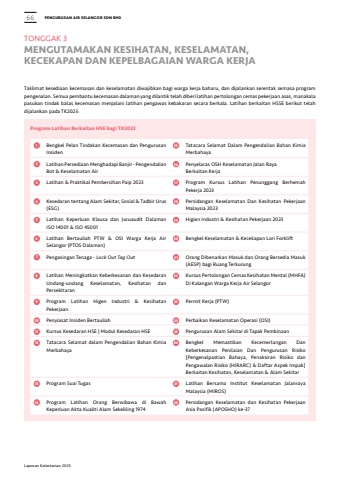 66
PENGURUSAN AIR SELANGOR SDN BHD
TONGGAK 3
MENGUTAMAKAN KESIHATAN, KESELAMATAN,
KECEKAPAN DAN KEPELBAGAIAN WARGA KERJA
Taklimat kesediaan kecemasan dan keselamatan diwajibkan bagi warga kerja baharu, dan dijalankan serentak semasa program
pengenalan. Semua pembantu kecemasan dalaman yang dilantik telah diberi latihan pertolongan cemas pekerjaan asas, manakala
pasukan tindak balas kecemasan menjalani latihan pengawas kebakaran secara berkala. Latihan berkaitan HSSE berikut telah
dijalankan pada TK2023:
Program Latihan Berkaitan HSE bagi TK2023
1 Bengkel Pelan Tindakan Kecemasan dan Pengurusan
Insiden
2 Latihan Persediaan Menghadapi Banjir - Pengendalian
Bot & Keselamatan Air
3 Latihan & Praktikal Pembersihan Paip 2023
4 Kesedaran tentang Alam Sekitar, Sosial & Tadbir Urus
(ESG)
5 Latihan Keperluan Klausa dan Juruaudit Dalaman
ISO 14001 & ISO 45001
6 Latihan Bertauliah PTW & OSI Warga Kerja Air
Selangor (PTOS Dalaman)
7 Pengasingan Tenaga - Lock Out Tag Out
8 Latihan Meningkatkan Keberkesanan dan Kesedaran
Undang-undang Keselamatan, Kesihatan dan
Persekitaran
9 Program Latihan Higen Industri & Kesihatan
Pekerjaan
10 Penyiasat Insiden Bertauliah
11 Kursus Kesedaran HSE | Modul Kesedaran HSE
12 Tatacara Selamat dalam Pengendalian Bahan Kimia
Merbahaya
13 Program Suai Tugas
14 Program Latihan Orang Berwibawa di Bawah
Keperluan Akta Kualiti Alam Sekeliling 1974
15 Tatacara Selamat Dalam Pengendalian Bahan Kimia
Merbahaya
16 Penyelaras OSH Keselamatan Jalan Raya
Berkaitan Kerja
17 Program Kursus Latihan Penunggang Berhemah
Pekerja 2023
18 Persidangan Keselamatan Dan Kesihatan Pekerjaan
Malaysia 2023
19 Higien Industri & Kesihatan Pekerjaan 2023
20 Bengkel Keselamatan & Kecekapan Lori Forklift
21 Orang Dibenarkan Masuk dan Orang Bersedia Masuk
(AESP) bagi Ruang Terkurung
22 Kursus Pertolongan Cemas Kesihatan Mental (MHFA)
Di Kalangan Warga Kerja Air Selangor
23 Permit Kerja (PTW)
24 Perbaikan Keselamatan Operasi (OSI)
25 Pengurusan Alam Sekitar di Tapak Pembinaan
26 Bengkel Memastikan Kecemerlangan Dan
Keberkesanan Penilaian Dan Pengurusan Risiko
[Pengenalpastian Bahaya, Penaksiran Risiko dan
Pengawalan Risiko (HIRARC) & Daftar Aspek Impak]
Berkaitan Kesihatan, Keselamatan & Alam Sekitar
27 Latihan Bersama Institut Keselamatan Jalanraya
Malaysia (MIROS)
28 Persidangan Keselamatan Dan Kesihatan Pekerjaan
Asia Pasifik (APOSHO) ke-37
Laporan Kelestarian 2023